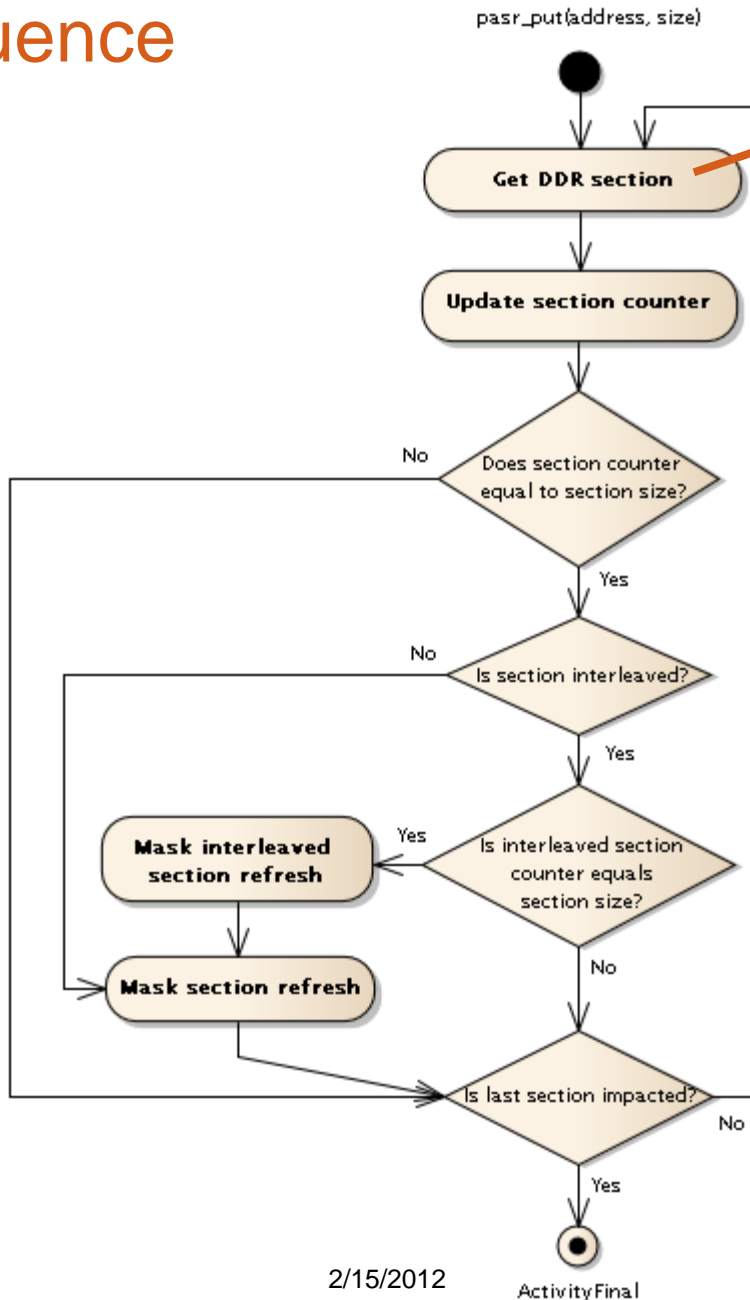 uence
pasr_put(address, size)
Get DDR section
Update section counter
No
Does section counter
equal to section size?
Yes
No
Is section interleaved?
Yes
Yes
Mask interleaved
section refresh
Is interleaved section
counter equals
section size?
No
Mask section refresh
Is last section impacted?
No
Yes
2/15/2012
ActivityFinal